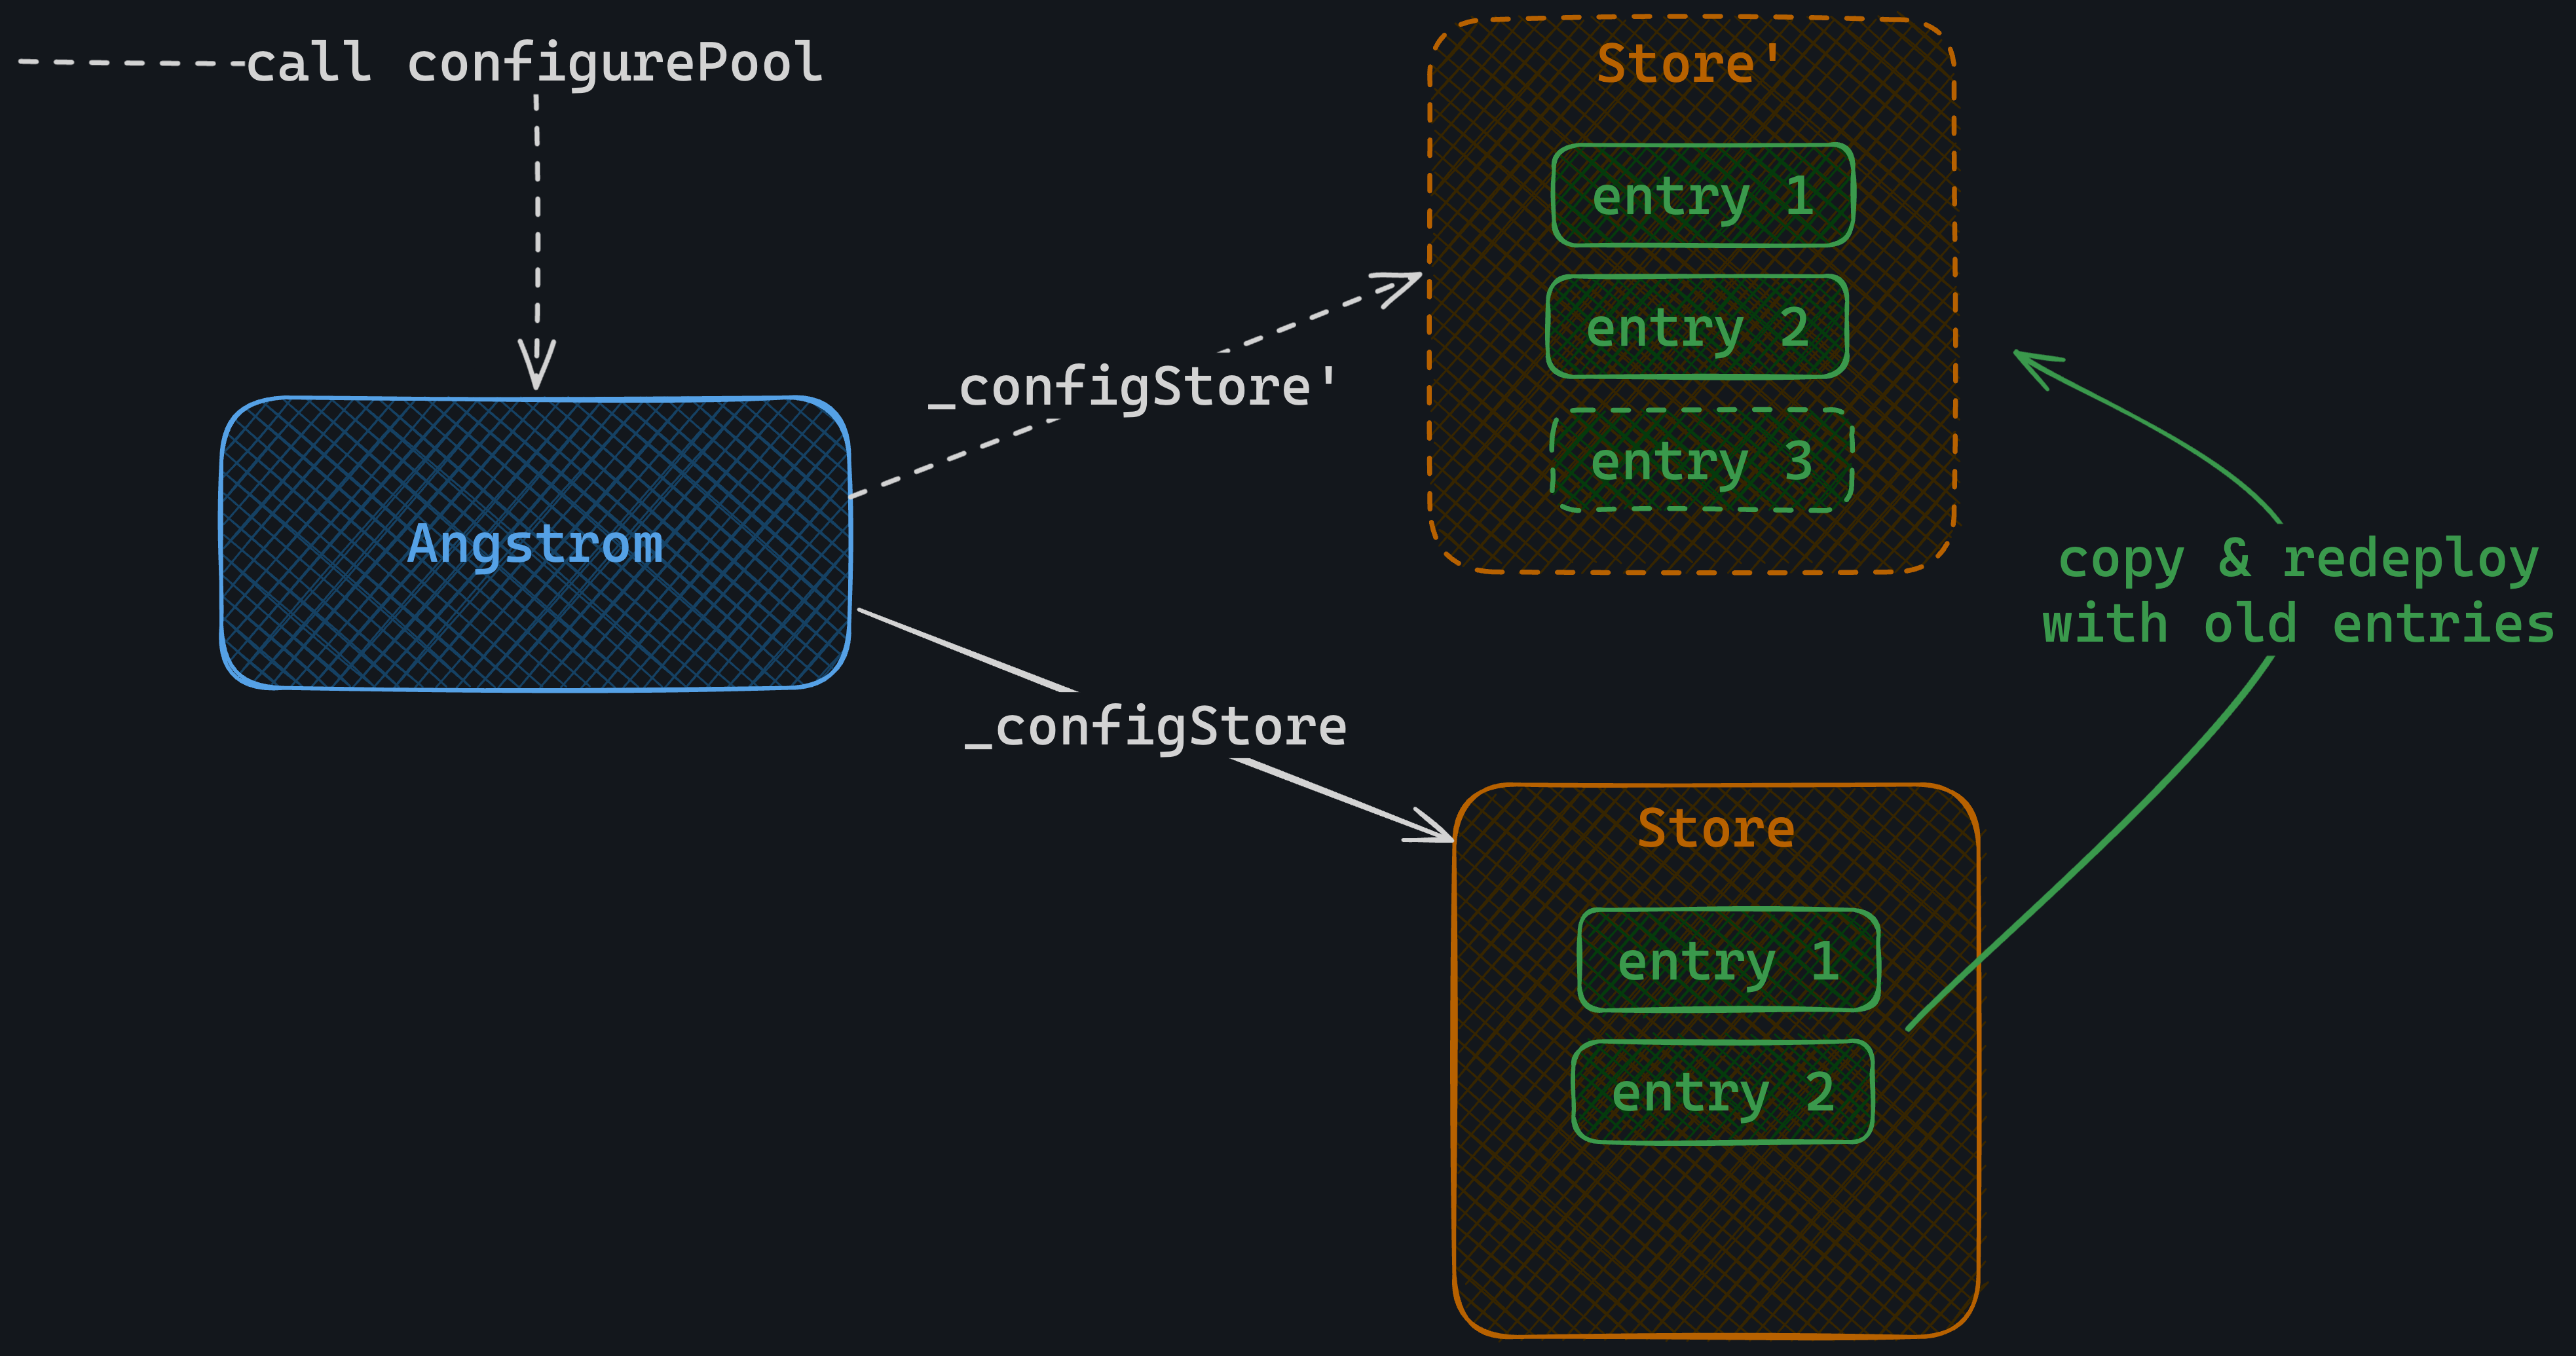 call configurePool
Store'
entry 1
entry 2
entry 3
_configStore'
Angstrom
copy & redeploy
with old entries
_configStore
Store
entry 1
entry 2